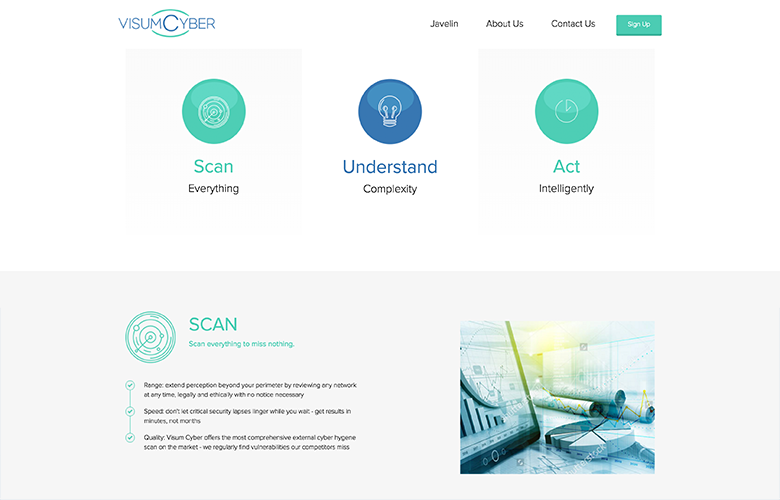 VISUMCYBER
Javelin About Us Contact Us Sign Up
Scan
Everything
Understand
Complexity
Act
Intelligently
SCAN
Scan everything to miss nothing.
Range: extend perception beyond your perimeter by reviewing any network
at any time, legally and ethically with no notice necessary
Speed: don't let critical security lapses linger while you wait - get results in
minutes, not months
Quality: Visum Cyber offers the most comprehensive external cyber hygene
scan on the market - we regularly find vulnerabilities our competitors miss